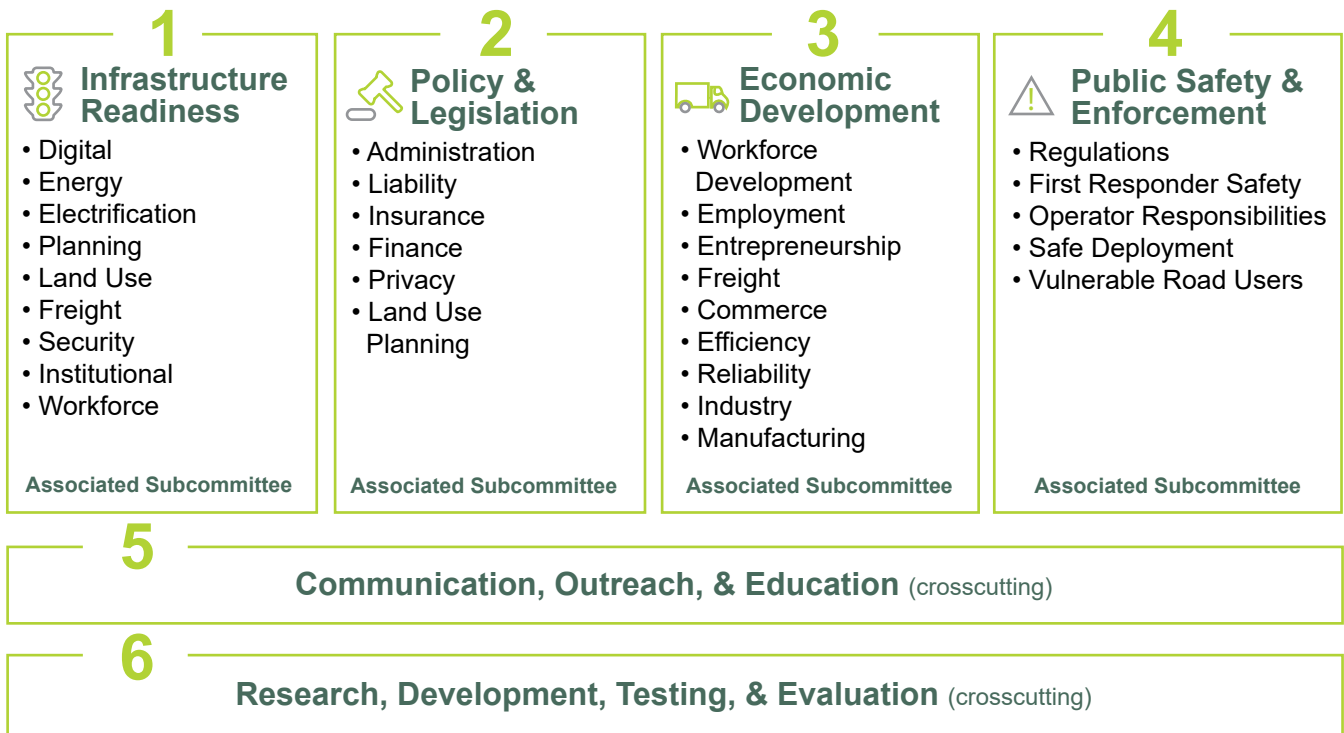 1
Infrastructure
Readiness
• Digital
• Energy
• Electrification
• Planning
• Land Use
• Freight
• Security
• Institutional
• Workforce
Associated Subcommittee
2
Policy &
Legislation
• Administration
• Liability
• Insurance
• Finance
• Privacy
• Land Use
Planning
Associated Subcommittee
3
Economic
Development
• Workforce
Development
• Employment
• Entrepreneurship
• Freight
• Commerce
• Efficiency
• Reliability
• Industry
• Manufacturing
Associated Subcommittee
4
Public Safety &
Enforcement
• Regulations
• First Responder Safety
• Operator Responsibilities
• Safe Deployment
• Vulnerable Road Users
Associated Subcommittee
5
Communication, Outreach, & Education (crosscutting)
6
Research, Development, Testing, & Evaluation (crosscutting)